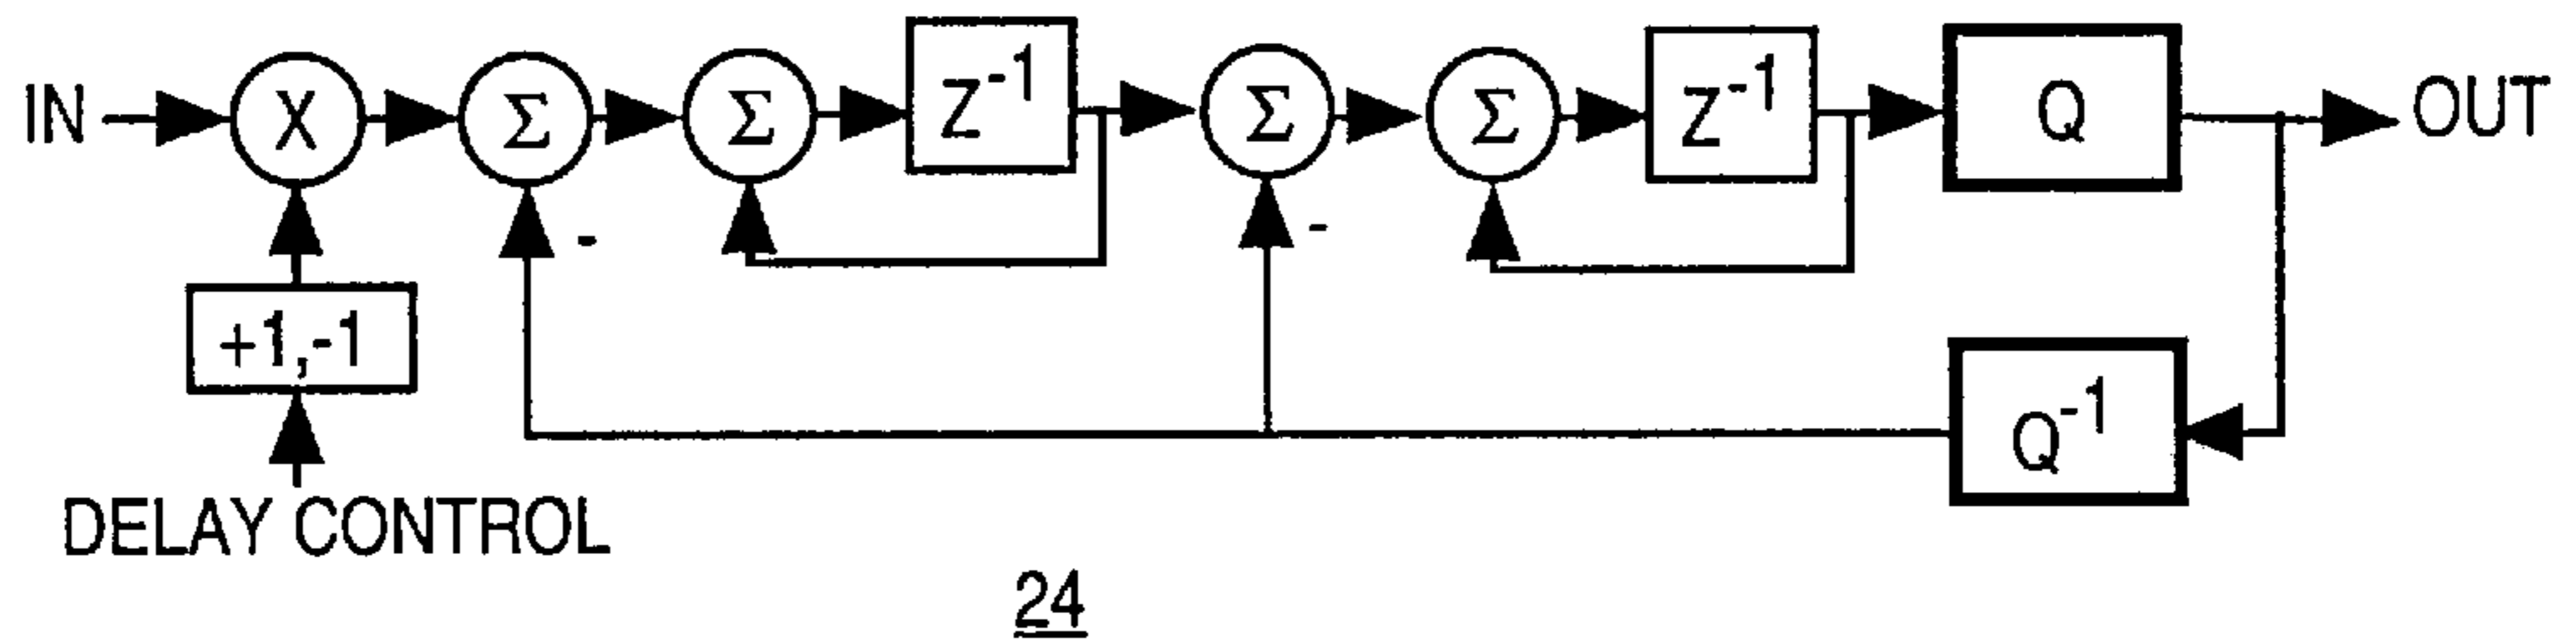 IN
X
Σ
Σ
Z-1
Σ
Σ
Z-1
Q
OUT
-
-
+1,-1
Q-1
DELAY CONTROL
24